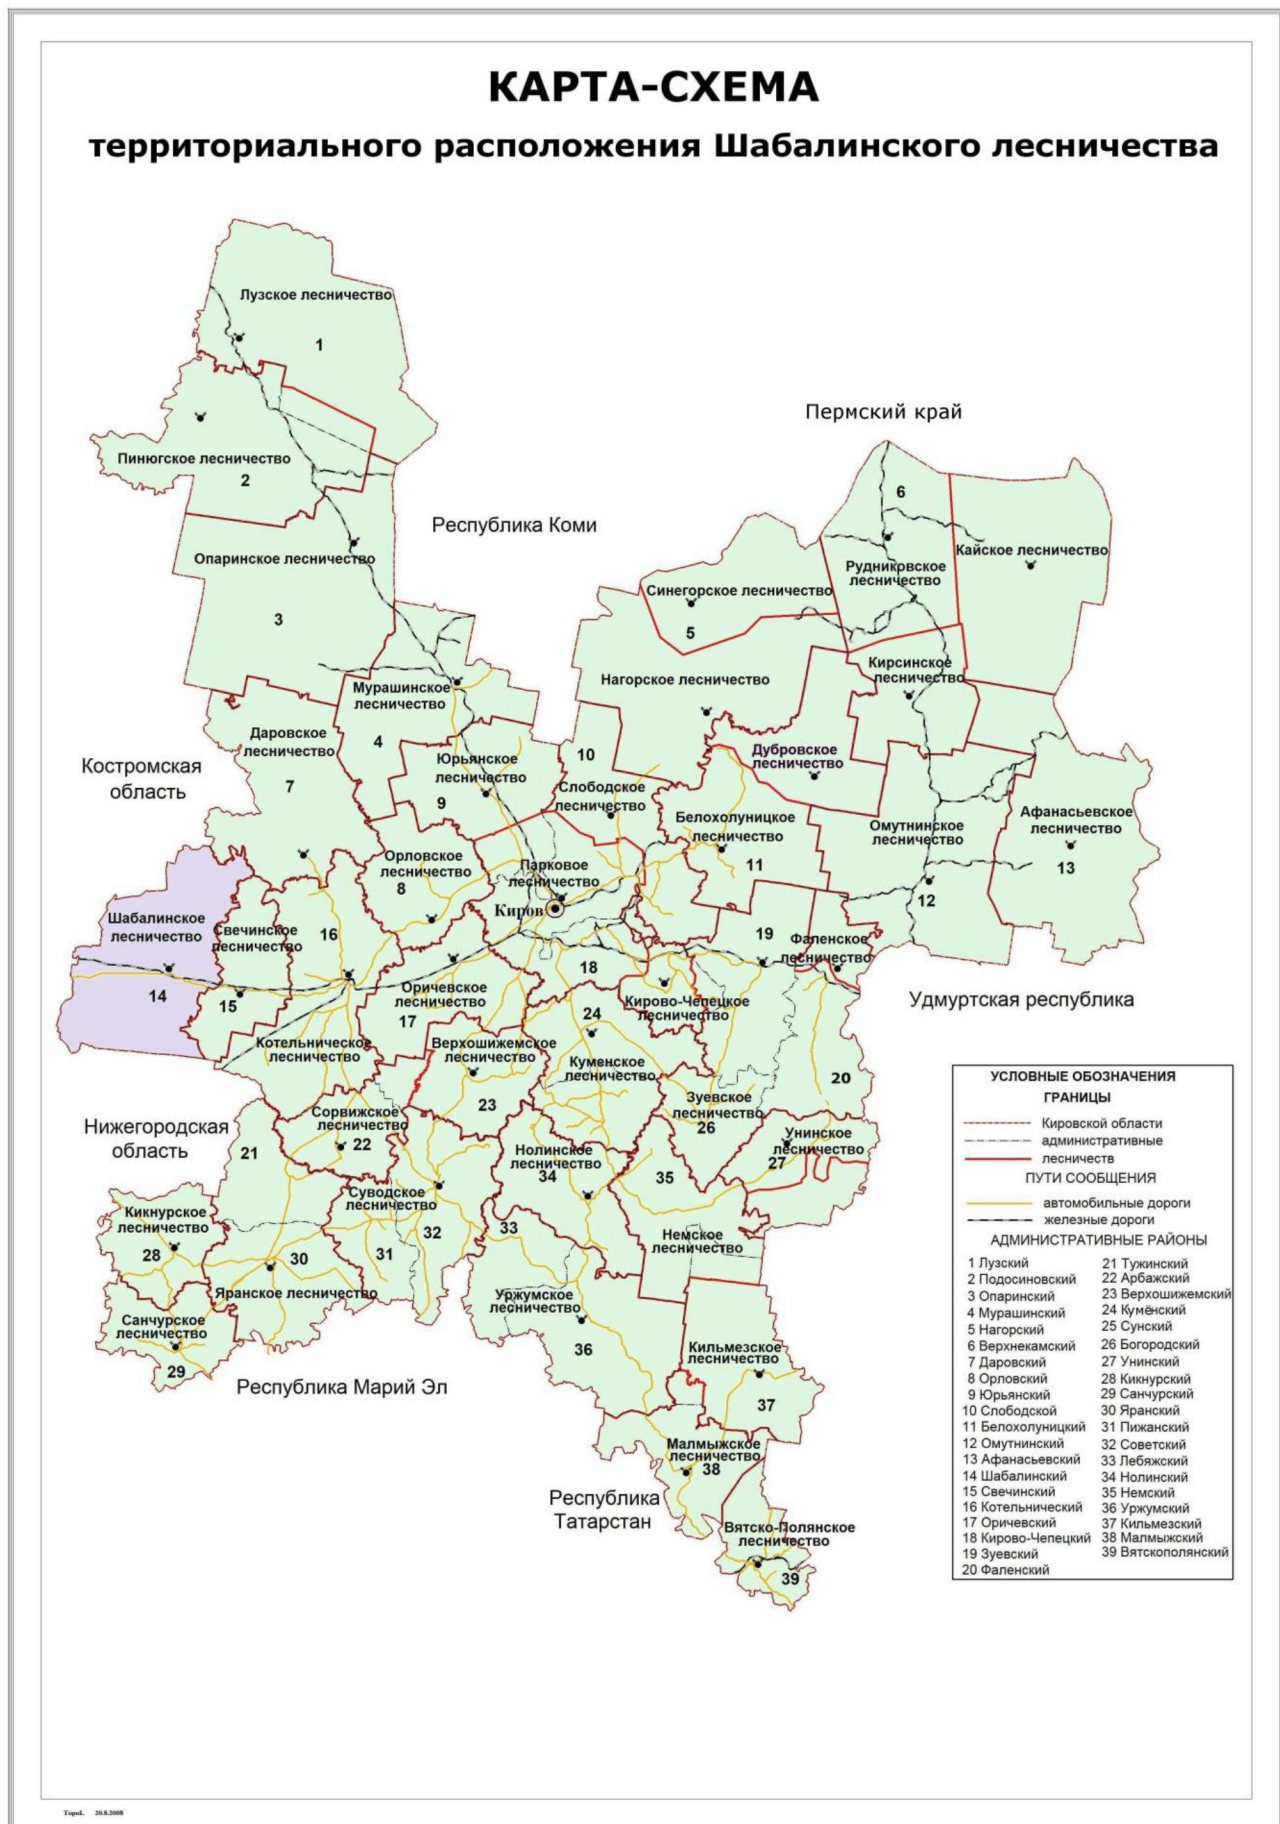 КАРТА-СХЕМА
территориального расположения Шабалинского лесничества
Лузское лесничество
1
Пермский край
Пинюгское лесничество
2
6
Республика Коми
Опаринское лесничество
Кайское лесничество
Рудниковское
лесничество
Синегорское лесничество
3
5
Кирсинское
лесничество
Нагорское лесничество
Мурашинское
лесничество
Даровское
лесничество
4
10
Дубровское
лесничество
Костромская
область
Юрьянское
лесничество
7
9
Слободское
лесничество
Белохолуницкое
лесничество
Омутнинское
лесничество
Афанасьевское
лесничество
Орловское
лесничество
8
Парковое
лесничество
11
13
12
Киров
Шабалинское
лесничество
Свечинское
лесничество
16
19
Фаленское
лесничество
18
14
15
Оричевское
лесничество
17
Кирово-Чепецкое
лесничество
Удмуртская республика
24
Котельническое
лесничество
Верхошижемское
лесничество
Куменское
лесничество
20
23
Зуевское
лесничество
26
Сорвижское
лесничество
22
Нижегородская
область
21
Унинское
лесничество
27
Нолинское
лесничество
34
35
Суводское
лесничество
Кикнурское
лесничество
28
33
32
31
30
Немское
лесничество
Яранское лесничество
Уржумское
лесничество
Санчурское
лесничество
36
29
Кильмезское
лесничество
37
Республика Марий Эл
Малмыжское
лесничество
38
Республика
Татарстан
Вятско-Полянское
лесничество
39
УСЛОВНЫЕ ОБОЗНАЧЕНИЯ
ГРАНИЦЫ
Кировской области
административные
лесничеств
ПУТИ СООБЩЕНИЯ
автомобильные дороги
железные дороги
АДМИНИСТРАТИВНЫЕ РАЙОНЫ
1 Лузский
2 Подосиновский
3 Опаринский
4 Мурашинский
5 Нагорский
6 Верхнекамский
7 Даровский
8 Орловский
9 Юрьянский
10 Слободской
11 Белохолуницкий
12 Омутнинский
13 Афанасьевский
14 Шабалинский
15 Свечинский
16 Котельнический
17 Оричевский
18 Кирово-Чепецкий
19 Зуевский
20 Фаленский
21 Тужинский
22 Арбажский
23 Верхошижемский
24 Кумёнский
25 Сунский
26 Богородский
27 Унинский
28 Кикнурский
29 Санчурский
30 Яранский
31 Пижанский
32 Советский
33 Лебяжский
34 Нолинский
35 Немский
36 Уржумский
37 Кильмезский
38 Малмыжский
39 Вятскополянский
TopoL. 20.8.2008